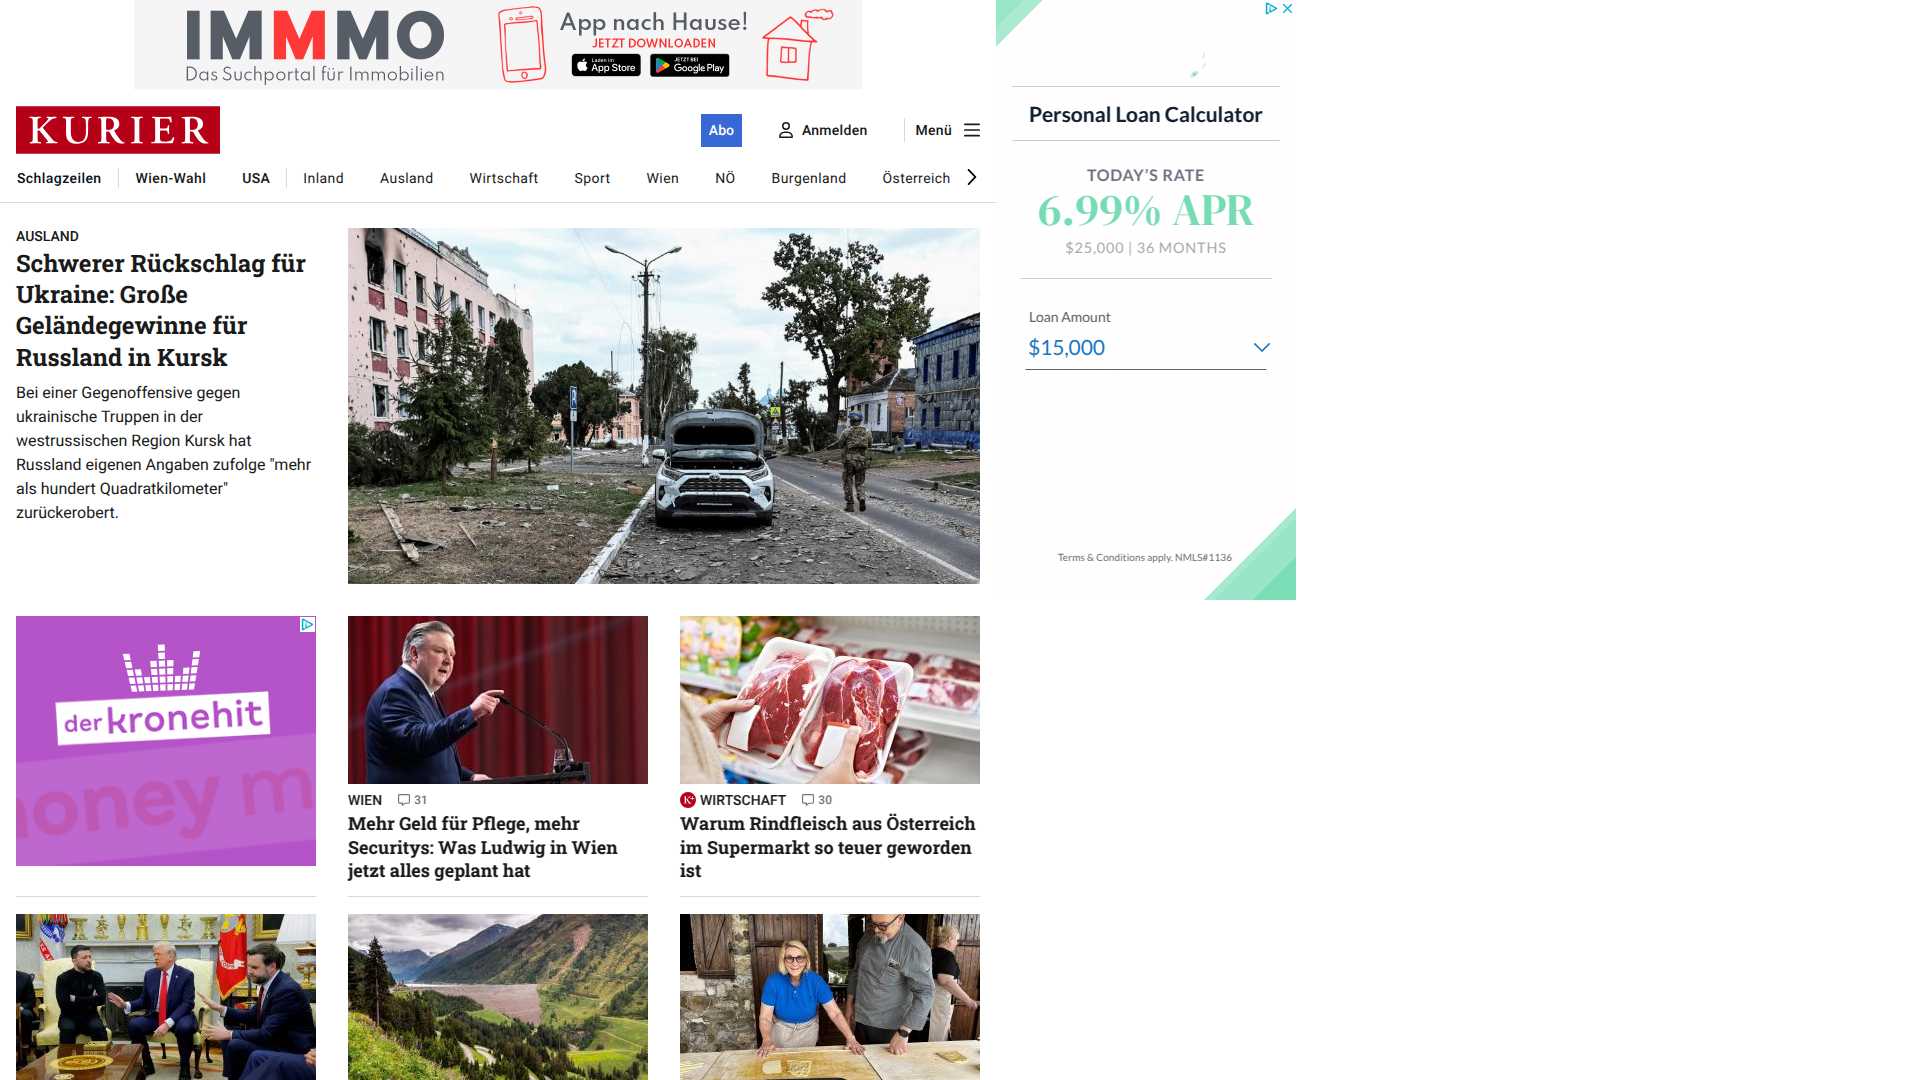 IMMMO
Das Suchportal für Immobilien
App nach Hause!
JETZT DOWNLOADEN
Laden im
App Store
JETZT BEI
Google Play
KURIER
Abo
Anmelden
Menü
Schlagzeilen
Wien-Wahl
USA
Inland
Ausland
Wirtschaft
Sport
Wien
NÖ
Burgenland
Österreich
AUSLAND
Schwerer Rückschlag für
Ukraine: Große
Geländegewinne für
Russland in Kursk
Bei einer Gegenoffensive gegen
ukrainische Truppen in der
westrussischen Region Kursk hat
Russland eigenen Angaben zufolge "mehr
als hundert Quadratkilometer"
zurückerobert.
Personal Loan Calculator
TODAY'S RATE
6.99% APR
$25,000 | 36 MONTHS
Loan Amount
$15,000
Terms & Conditions apply. NMLS#1136
der kronehit
money m
WIEN 31
Mehr Geld für Pflege, mehr
Securitys: Was Ludwig in Wien
jetzt alles geplant hat
K+ WIRTSCHAFT 30
Warum Rindfleisch aus Österreich
im Supermarkt so teuer geworden
ist